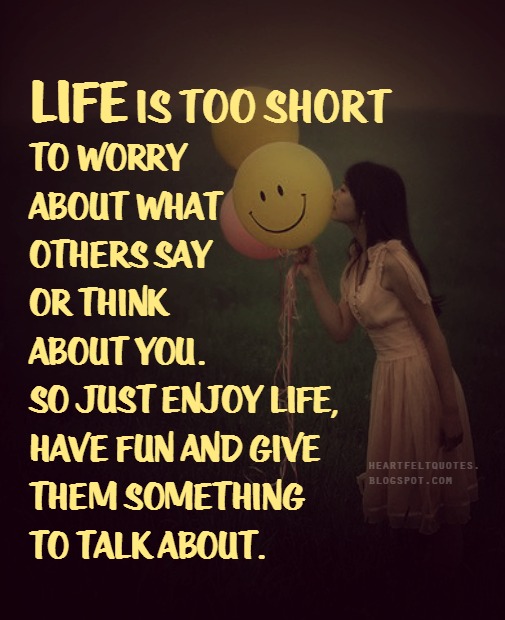 LIFE IS TOO SHORT
TO WORRY
ABOUT WHAT
OTHERS SAY
OR THINK
ABOUT YOU.
SO JUST ENJOY LIFE,
HAVE FUN AND GIVE
THEM SOMETHING
TO TALK ABOUT.
HEARTFELTQUOTES.
BLOGSPOT.COM